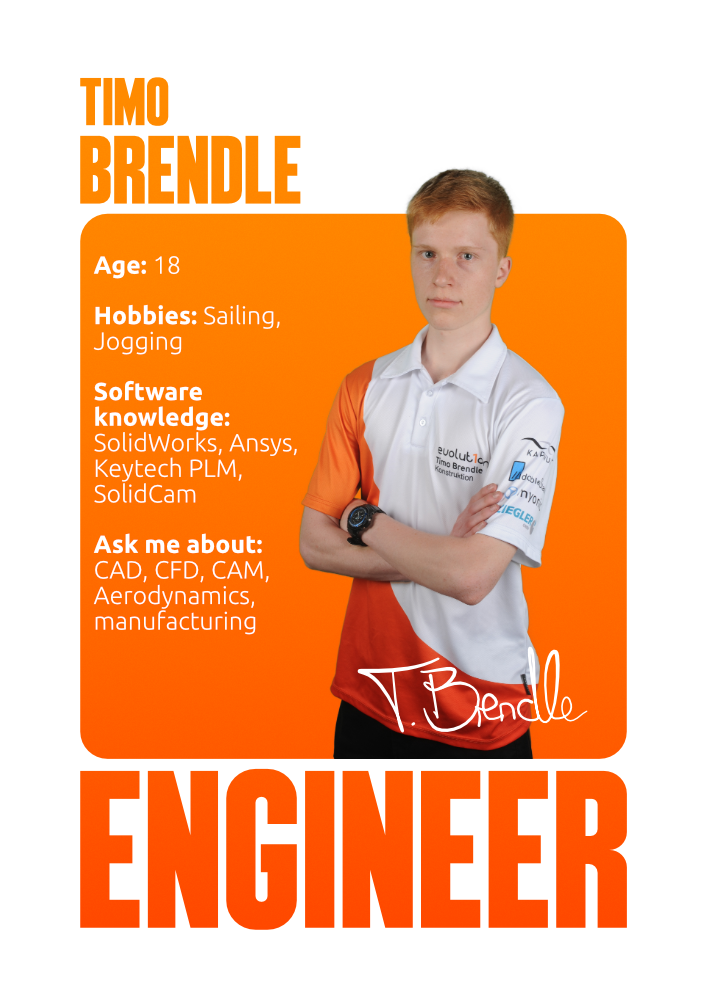 TIMO
BRENDLE
Age: 18
Hobbies: Sailing,
Jogging
Software
knowledge:
SolidWorks, Ansys,
Keytech PLM,
SolidCam
Ask me about:
CAD, CFD, CAM,
Aerodynamics,
manufacturing
evolut1on
Timo Brendle
Konstruktion
ZIEGLER
T. Brendle
ENGINEER